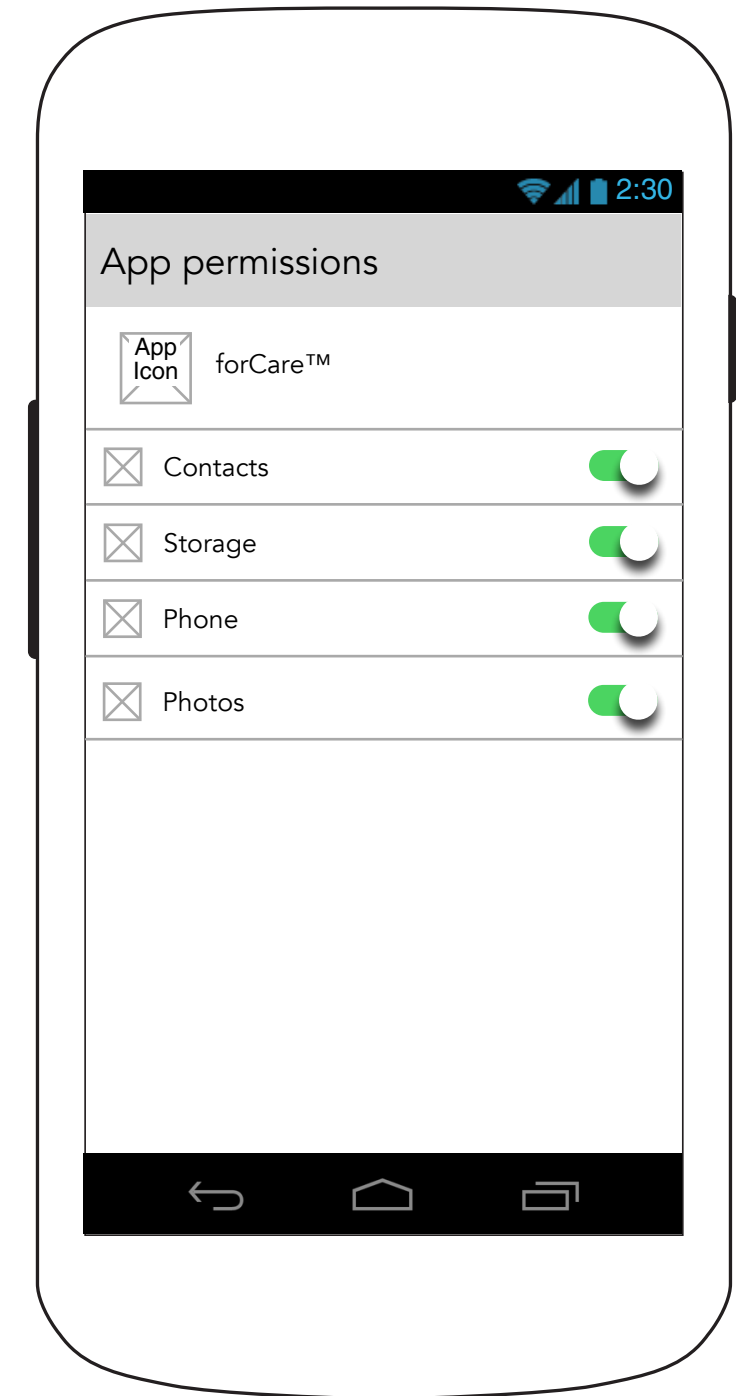 2:30
App permissions
App
Icon
forCare™
Contacts
Storage
Phone
Photos